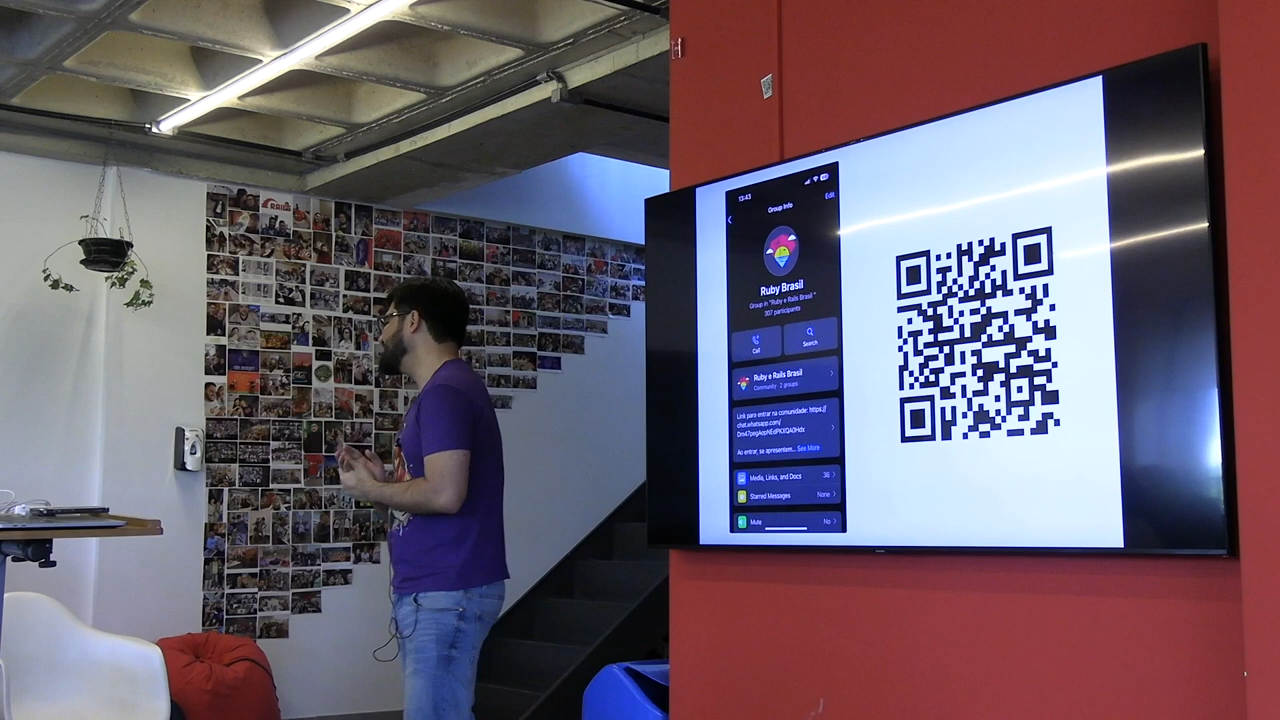 13:43
Edit
Group Info
Ruby Brasil
Group in "Ruby e Rails Brasil "
307 participants
Call
Search
Ruby e Rails Brasil
Community · 2 groups
Link para entrar na comunidade: https://
chat.whatsapp.com/
Ao entrar, se apresentem... See More
Media, Links, and Docs 36
Starred Messages None
Mute No